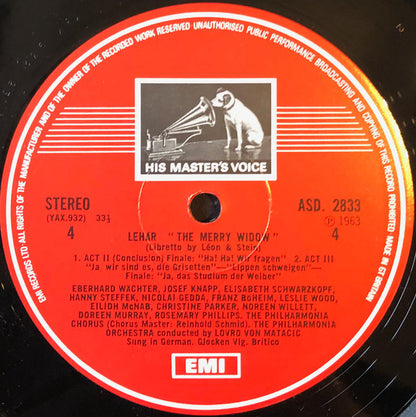 EMI RECORDS LTD ALL RIGHTS OF THE MANUFACTURER AND OF THE OWNER OF THE RECORDED WORK RESERVED UNAUTHORISED PUBLIC PERFORMANCE BROADCASTING AND COPYING OF THIS RECORD PROHIBITED MADE IN GT BRITAIN
HIS MASTER'S VOICE
STEREO
(YAX.932) 33⅓
4
ASD. 2833
℗ 1963
4
LEHAR "THE MERRY WIDOW"
(Libretto by Léon & Stein)
1. ACT II (Conclusion) Finale: "Ha! Ha! Wir fragen" 2. ACT III
"Ja wir sind es, die Grisetten"—"Lippen schweigen"—
Finale: "Ja, das Studium der Weiber"
EBERHARD WACHTER, JOSEF KNAPP, ELISABETH SCHWARZKOPF,
HANNY STEFFEK, NICOLAI GEDDA, FRANZ BöHEIM, LESLIE WOOD,
EILIDH McNAB, CHRISTINE PARKER, NOREEN WILLETT,
DOREEN MURRAY, ROSEMARY PHILLIPS. THE PHILHARMONIA
CHORUS (Chorus Master: Reinhold Schmid). THE PHILHARMONIA
ORCHESTRA conducted by LOVRO VON MATACIC
Sung in German. Glocken Vig. Britico
EMI